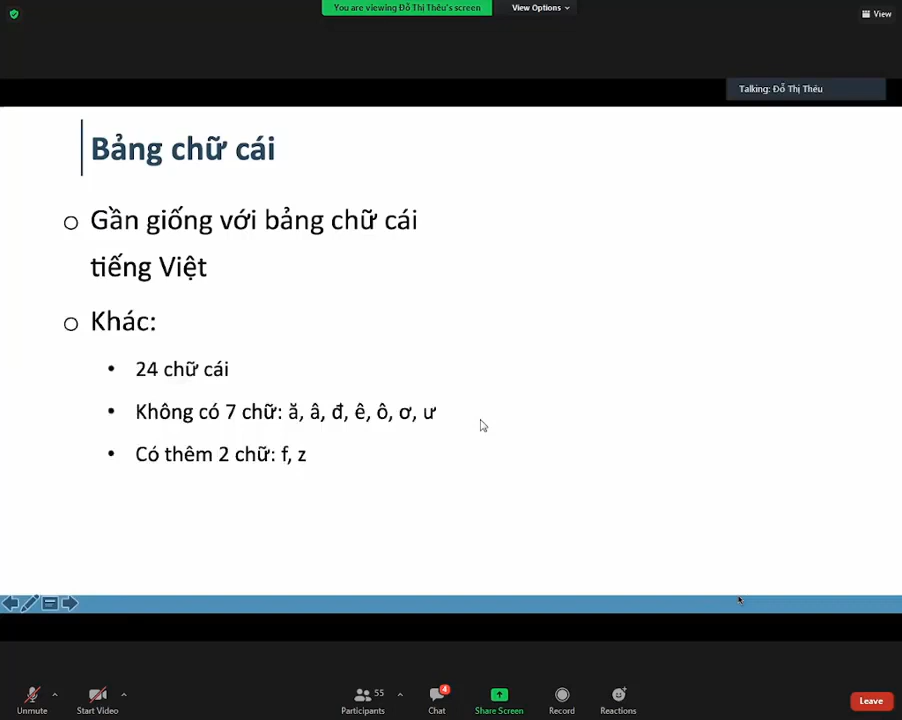 You are viewing Đỗ Thị Thêu's screen
View Options
View
Talking: Đỗ Thị Thêu
Bảng chữ cái
Gần giống với bảng chữ cái
tiếng Việt
Khác:
24 chữ cái
Không có 7 chữ: ă, â, đ, ê, ô, ơ, ư
Có thêm 2 chữ: f, z
55
4
Unmute
Start Video
Participants
Chat
Share Screen
Record
Reactions
Leave